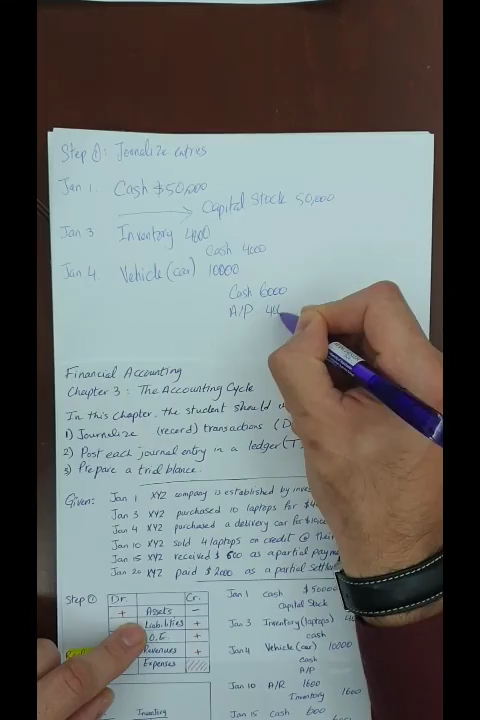 Step ①: Jornalize entries
Jan 1. Cash $50,000
Capital Stock 50,000
Jan 3 Inventory 4000
Cash 4000
Jan 4 Vehicle (car) 10000
Cash 6000
A/P 4
Financial Accounting
Chapter 3: The Accounting Cycle
In this chapter. the student should
1) Journalize (record) transactions
2) Post each journal entry in a ledger
3) Prepare a trial blance.
Given: Jan 1 XYZ company is established by
Jan 3 XYZ purchased 10 laptops for
Jan 4 XYZ purchased a delivery car for
Jan 10 XYZ sold 4 laptops on credit @ their
Jan 15 XYZ received $ 600 as a partial
Jan 20 XYZ paid $ 2000 as a partial
Step ① Dr. Cr.
+ Assets -
Liabilities +
O.E. +
Revenues +
Expenses
Inventory
Jan 1 cash $50000
Capital Stock
Jan 3 Inventory (laptops)
cash
Jan 4 Vehicle (car) 10000
Cash
A/P
Jan 10 A/R 1600
Inventory 1600
Jan 15 Cash 600